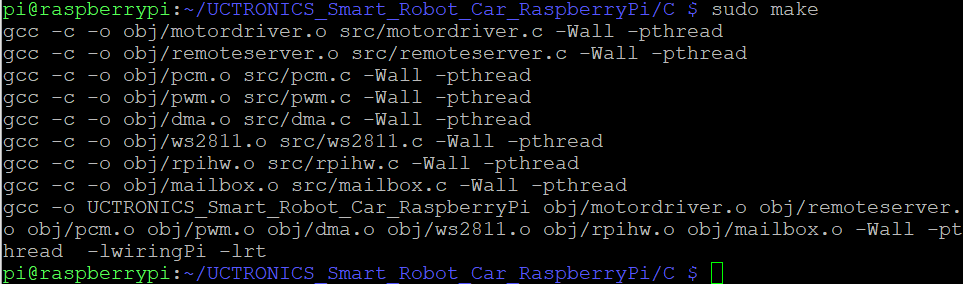 pi@raspberrypi:~/UCTRONICS_Smart_Robot_Car_RaspberryPi/C $ sudo make
gcc -c -o obj/motordriver.o src/motordriver.c -Wall -pthread
gcc -c -o obj/remoteserver.o src/remoteserver.c -Wall -pthread
gcc -c -o obj/pcm.o src/pcm.c -Wall -pthread
gcc -c -o obj/pwm.o src/pwm.c -Wall -pthread
gcc -c -o obj/dma.o src/dma.c -Wall -pthread
gcc -c -o obj/ws2811.o src/ws2811.c -Wall -pthread
gcc -c -o obj/rpihw.o src/rpihw.c -Wall -pthread
gcc -c -o obj/mailbox.o src/mailbox.c -Wall -pthread
gcc -o UCTRONICS_Smart_Robot_Car_RaspberryPi obj/motordriver.o obj/remoteserver.
o obj/pcm.o obj/pwm.o obj/dma.o obj/ws2811.o obj/rpihw.o obj/mailbox.o -Wall -pt
hread  -lwiringPi -lrt
pi@raspberrypi:~/UCTRONICS_Smart_Robot_Car_RaspberryPi/C $